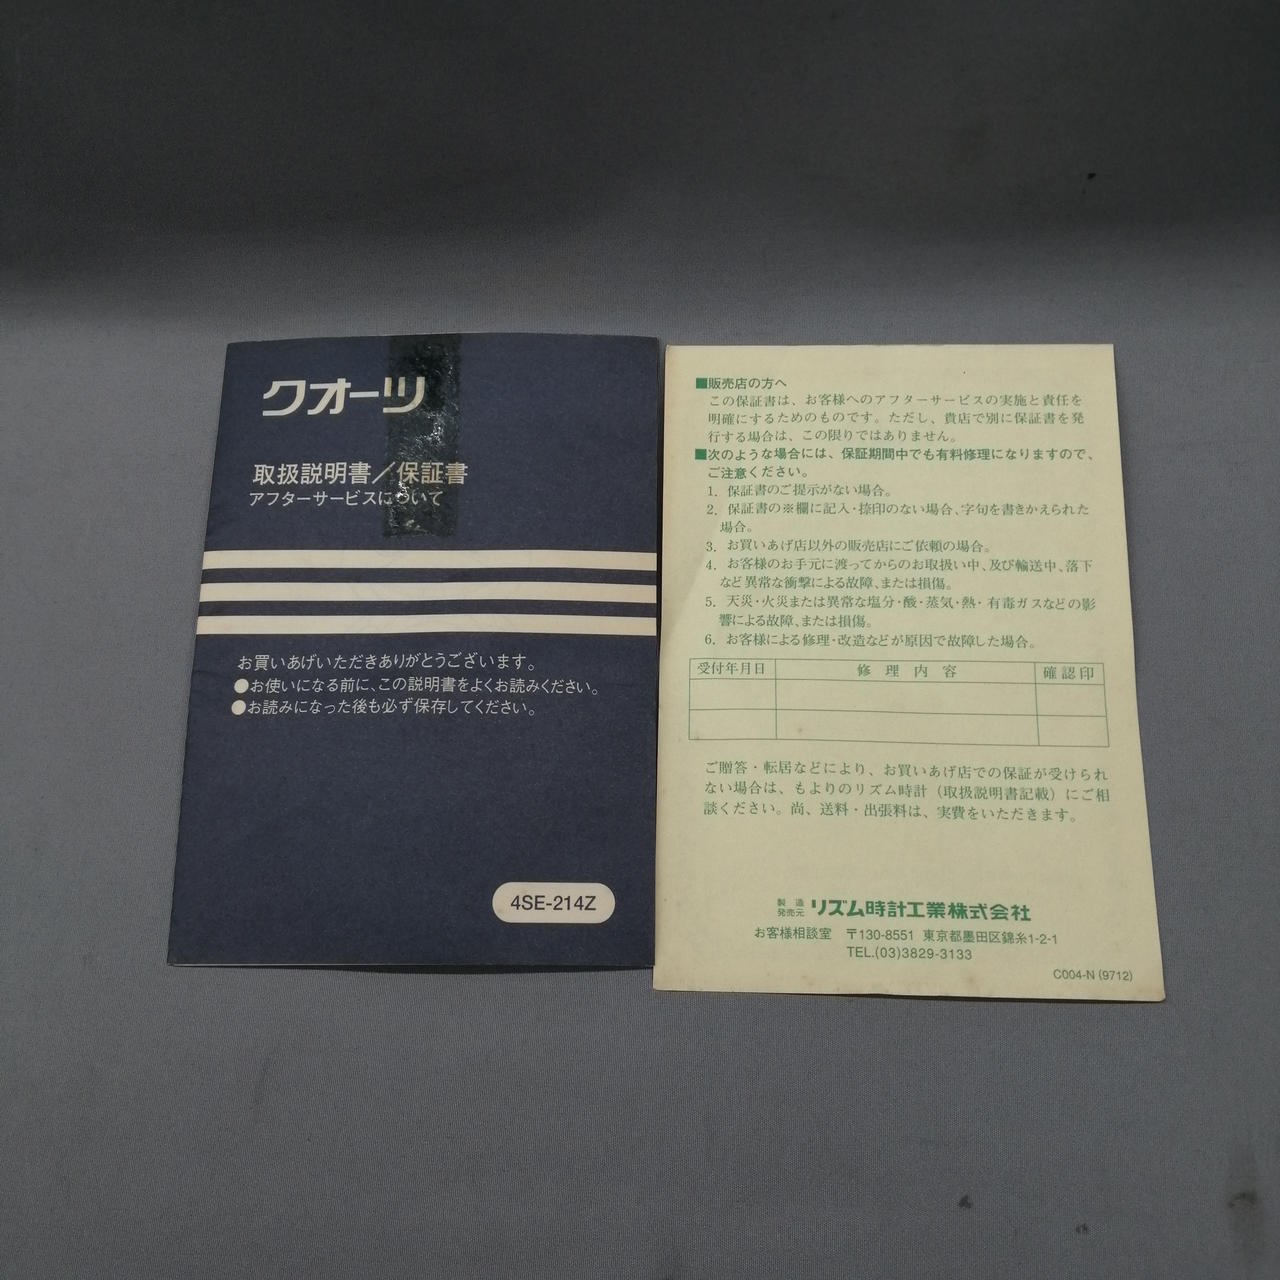 クオーツ
取扱説明書／保証書
アフターサービスについて
お買いあげいただきありがとうございます。
●お使いになる前に、この説明書をよくお読みください。
●お読みになった後も必ず保存してください。
4SE-214Z
■販売店の方へ
この保証書は、お客様へのアフターサービスの実施と責任を
明確にするためのものです。ただし、貴店で別に保証書を発
行する場合は、この限りではありません。
■次のような場合には、保証期間中でも有料修理になりますので、
ご注意ください。
1. 保証書のご提示がない場合。
2. 保証書の※欄に記入・捺印のない場合、字句を書きかえられた
場合。
3. お買いあげ店以外の販売店にご依頼の場合。
4. お客様のお手元に渡ってからのお取扱い中、及び輸送中、落下
など異常な衝撃による故障、または損傷。
5. 天災・火災または異常な塩分・酸・蒸気・熱・有毒ガスなどの影
響による故障、または損傷。
6. お客様による修理・改造などが原因で故障した場合。
受付年月日 修理内容 確認印
ご贈答・転居などにより、お買いあげ店での保証が受けられ
ない場合は、もよりのリズム時計（取扱説明書記載）にご相
談ください。尚、送料・出張料は、実費をいただきます。
製造
発売元 リズム時計工業株式会社
お客様相談室 〒130-8551 東京都墨田区錦糸1-2-1
TEL.(03)3829-3133
C004-N (9712)